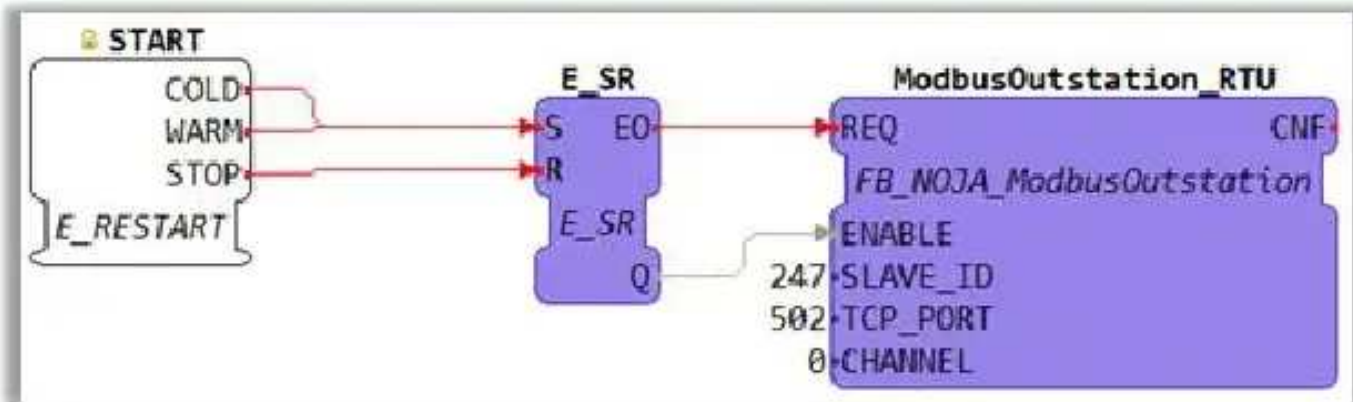 START
COLD
WARM
STOP
E_RESTART
E_SR
S EO
R
E_SR
Q
ModbusOutstation_RTU
REQ CNF
FB_NOJA_ModbusOutstation
ENABLE
247 SLAVE_ID
502 TCP_PORT
0 CHANNEL